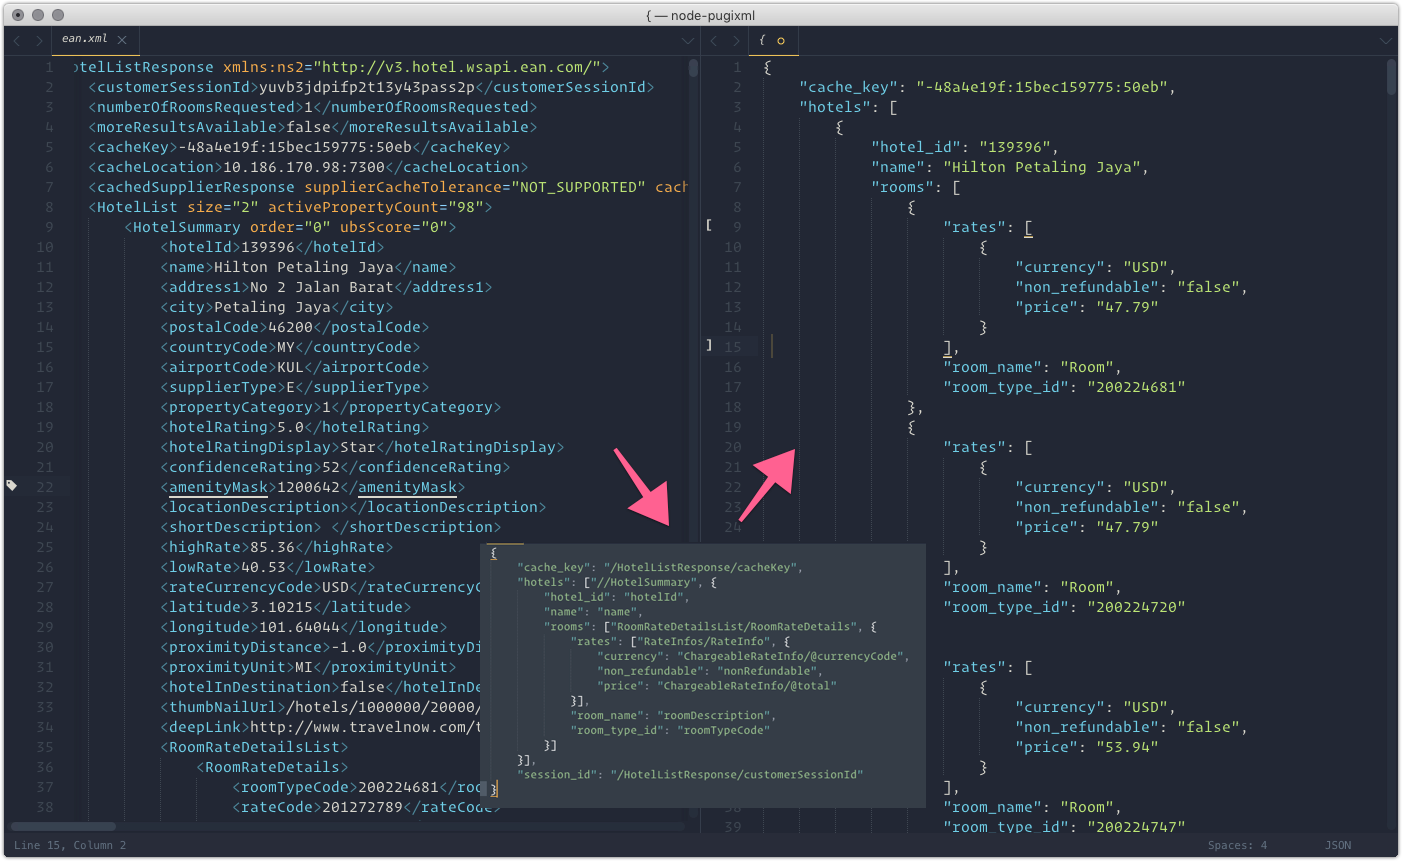 { — node-pugixml
ean.xml
1 otelListResponse xmlns:ns2="http://v3.hotel.wsapi.ean.com/">
2 <customerSessionId>yuvb3jdpifp2t13y43pass2p</customerSessionId>
3 <numberOfRoomsRequested>1</numberOfRoomsRequested>
4 <moreResultsAvailable>false</moreResultsAvailable>
5 <cacheKey>-48a4e19f:15bec159775:50eb</cacheKey>
6 <cacheLocation>10.186.170.98:7300</cacheLocation>
7 <cachedSupplierResponse supplierCacheTolerance="NOT_SUPPORTED" cach
8 <HotelList size="2" activePropertyCount="98">
9 <HotelSummary order="0" ubsScore="0">
10 <hotelId>139396</hotelId>
11 <name>Hilton Petaling Jaya</name>
12 <address1>No 2 Jalan Barat</address1>
13 <city>Petaling Jaya</city>
14 <postalCode>46200</postalCode>
15 <countryCode>MY</countryCode>
16 <airportCode>KUL</airportCode>
17 <supplierType>E</supplierType>
18 <propertyCategory>1</propertyCategory>
19 <hotelRating>5.0</hotelRating>
20 <hotelRatingDisplay>Star</hotelRatingDisplay>
21 <confidenceRating>52</confidenceRating>
22 <amenityMask>1200642</amenityMask>
23 <locationDescription></locationDescription>
24 <shortDescription> </shortDescription>
25 <highRate>85.36</highRate>
26 <lowRate>40.53</lowRate>
27 <rateCurrencyCode>USD</rateCurrencyC
28 <latitude>3.10215</latitude>
29 <longitude>101.64044</longitude>
30 <proximityDistance>-1.0</proximityDi
31 <proximityUnit>MI</proximityUnit>
32 <hotelInDestination>false</hotelInDe
33 <thumbNailUrl>/hotels/1000000/20000/
34 <deepLink>http://www.travelnow.com/t
35 <RoomRateDetailsList>
36 <RoomRateDetails>
37 <roomTypeCode>200224681</roo
38 <rateCode>201272789</rateCode>
{
1 {
2 "cache_key": "-48a4e19f:15bec159775:50eb",
3 "hotels": [
4 {
5 "hotel_id": "139396",
6 "name": "Hilton Petaling Jaya",
7 "rooms": [
8 {
[ 9 "rates": [
10 {
11 "currency": "USD",
12 "non_refundable": "false",
13 "price": "47.79"
14 }
] 15 ],
16 "room_name": "Room",
17 "room_type_id": "200224681"
18 },
19 {
20 "rates": [
21 {
22 "currency": "USD",
23 "non_refundable": "false",
24 "price": "47.79"
}
],
"room_name": "Room",
"room_type_id": "200224720"
"rates": [
{
"currency": "USD",
"non_refundable": "false",
"price": "53.94"
}
],
38 "room_name": "Room",
39 "room_type_id": "200224747"
{
"cache_key": "/HotelListResponse/cacheKey",
"hotels": ["//HotelSummary", {
"hotel_id": "hotelId",
"name": "name",
"rooms": ["RoomRateDetailsList/RoomRateDetails", {
"rates": ["RateInfos/RateInfo", {
"currency": "ChargeableRateInfo/@currencyCode",
"non_refundable": "nonRefundable",
"price": "ChargeableRateInfo/@total"
}],
"room_name": "roomDescription",
"room_type_id": "roomTypeCode"
}]
}],
"session_id": "/HotelListResponse/customerSessionId"
}
Line 15, Column 2
Spaces: 4
JSON